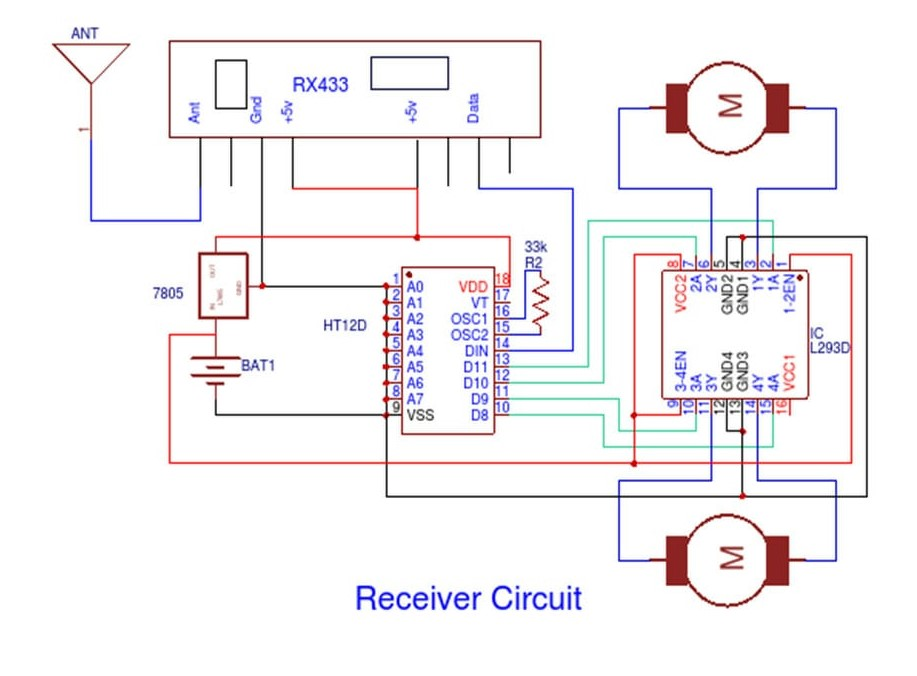 ANT
1
RX433
Ant
Gnd
+5v
+5v
Data
M
33k
R2
7805
OUT
GND
IN
HT12D
BAT1
1 A0 VDD 18
2 A1 VT 17
3 A2 OSC1 16
4 A3 OSC2 15
5 A4 DIN 14
6 A5 D11 13
7 A6 D10 12
8 A7 D9 11
9 VSS D8 10
8 7 6 5 4 3 2 1
VCC2 2A 2Y GND2 GND1 1Y 1A 1-2EN
IC
L293D
3-4EN 3A 3Y GND4 GND3 4Y 4A VCC1
9 10 11 12 13 14 15 16
M
Receiver Circuit